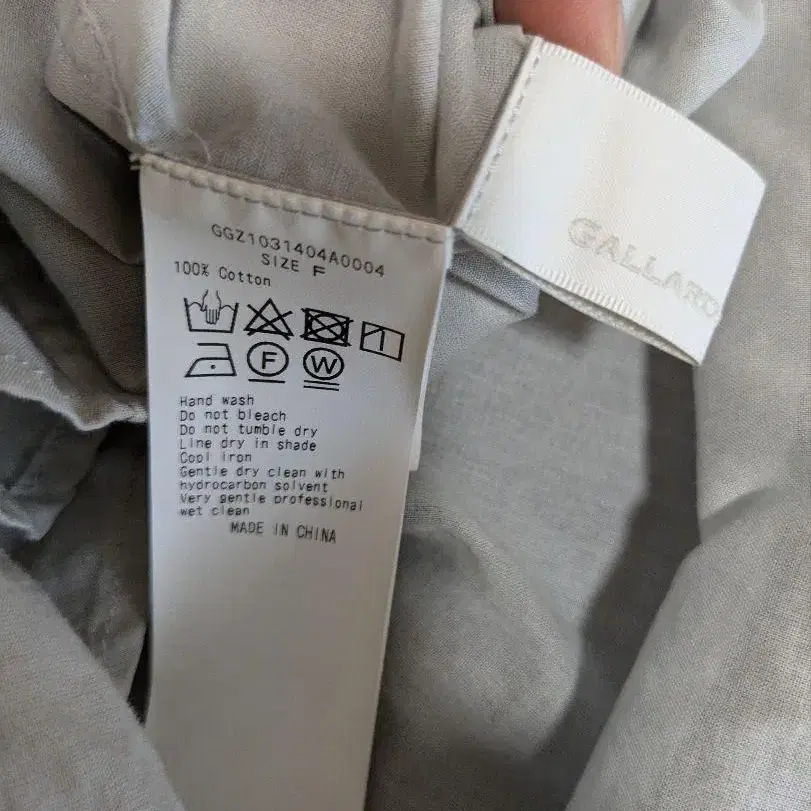 GGZ1031404A0004
SIZE F
100% Cotton
F
W
Hand wash
Do not bleach
Do not tumble dry
Line dry in shade
Cool iron
Gentle dry clean with
hydrocarbon solvent
Very gentle professional
wet clean
MADE IN CHINA